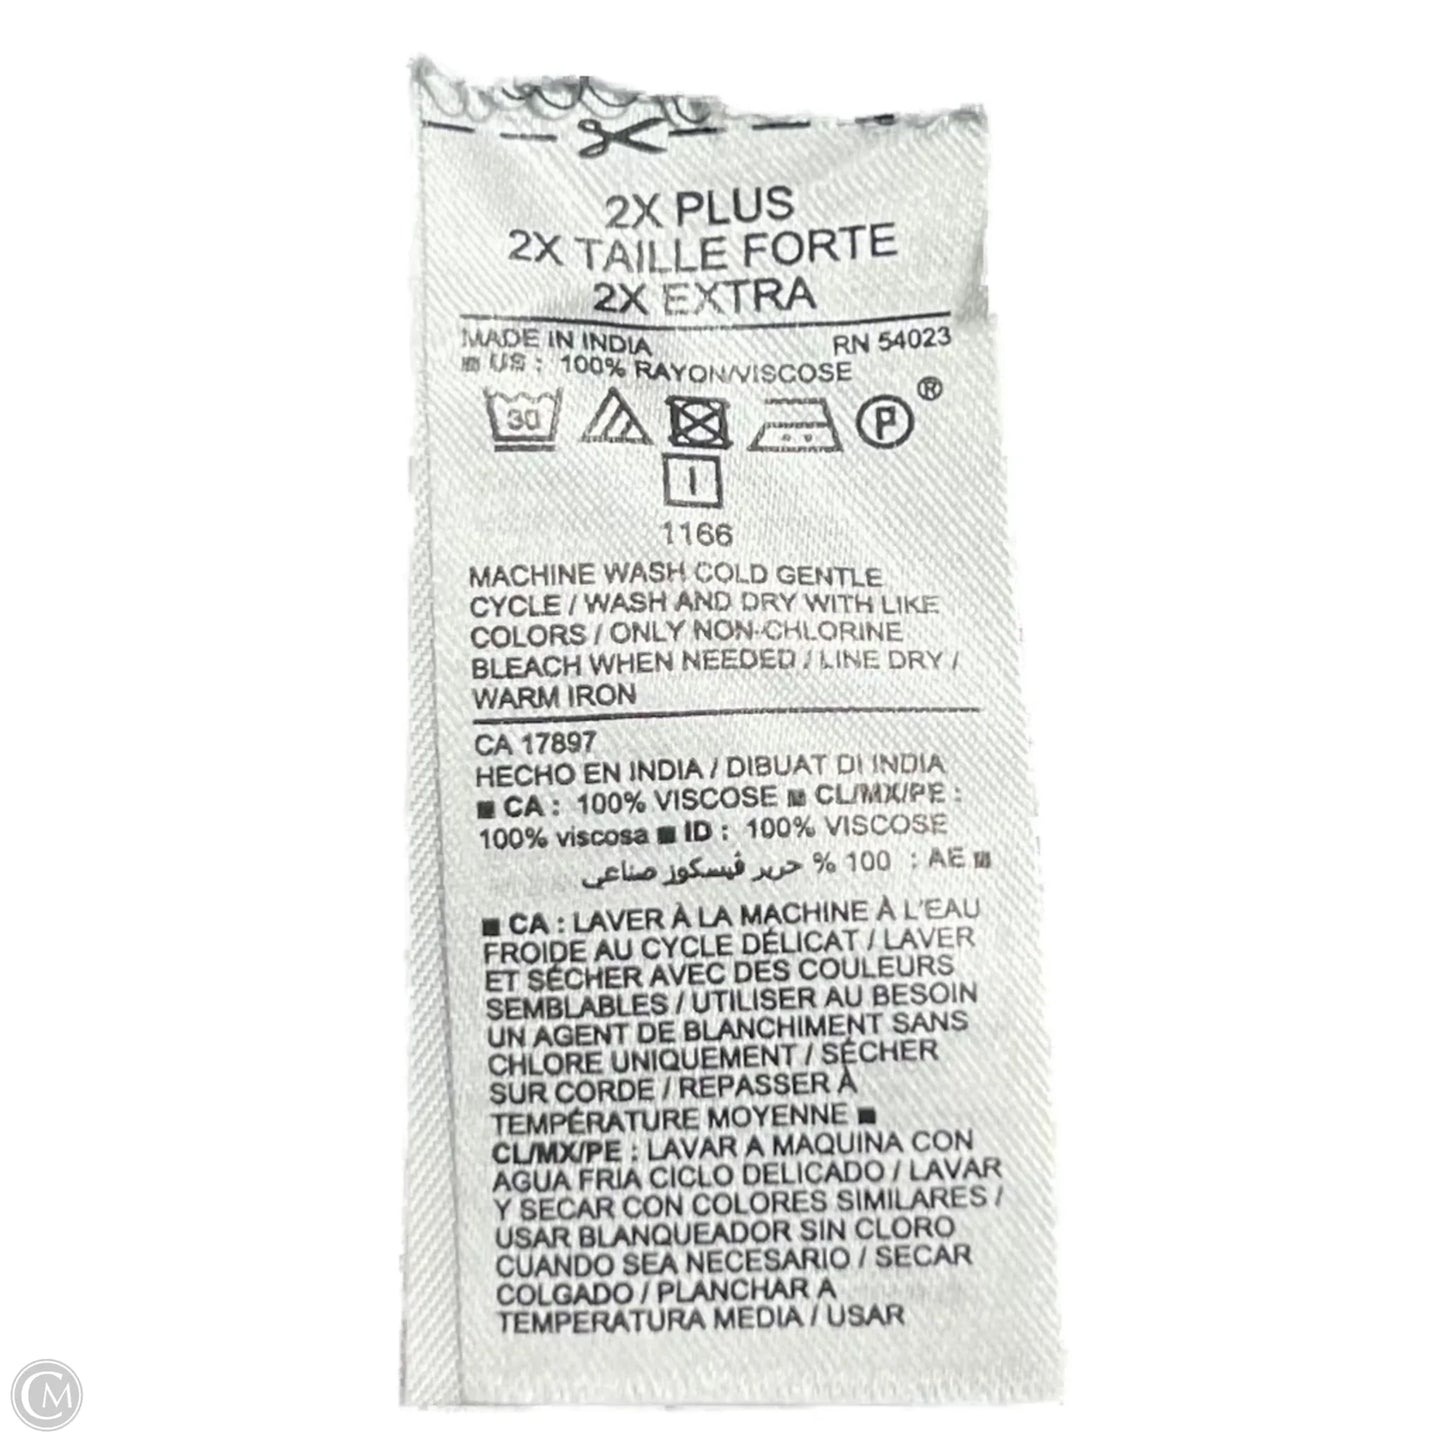 2X PLUS
2X TAILLE FORTE
2X EXTRA
MADE IN INDIA RN 54023
US : 100% RAYON/VISCOSE
30 P ®
1166
MACHINE WASH COLD GENTLE
CYCLE / WASH AND DRY WITH LIKE
COLORS / ONLY NON-CHLORINE
BLEACH WHEN NEEDED / LINE DRY /
WARM IRON
CA 17897
HECHO EN INDIA / DIBUAT DI INDIA
■ CA : 100% VISCOSE ■ CL/MX/PE :
100% viscosa ■ ID : 100% VISCOSE
■ AE : 100 % حرير ڤيسكوز صناعي
■ CA : LAVER À LA MACHINE À L'EAU
FROIDE AU CYCLE DÉLICAT / LAVER
ET SÉCHER AVEC DES COULEURS
SEMBLABLES / UTILISER AU BESOIN
UN AGENT DE BLANCHIMENT SANS
CHLORE UNIQUEMENT / SÉCHER
SUR CORDE / REPASSER À
TEMPÉRATURE MOYENNE ■
CL/MX/PE : LAVAR A MAQUINA CON
AGUA FRIA CICLO DELICADO / LAVAR
Y SECAR CON COLORES SIMILARES /
USAR BLANQUEADOR SIN CLORO
CUANDO SEA NECESARIO / SECAR
COLGADO / PLANCHAR A
TEMPERATURA MEDIA / USAR
CM